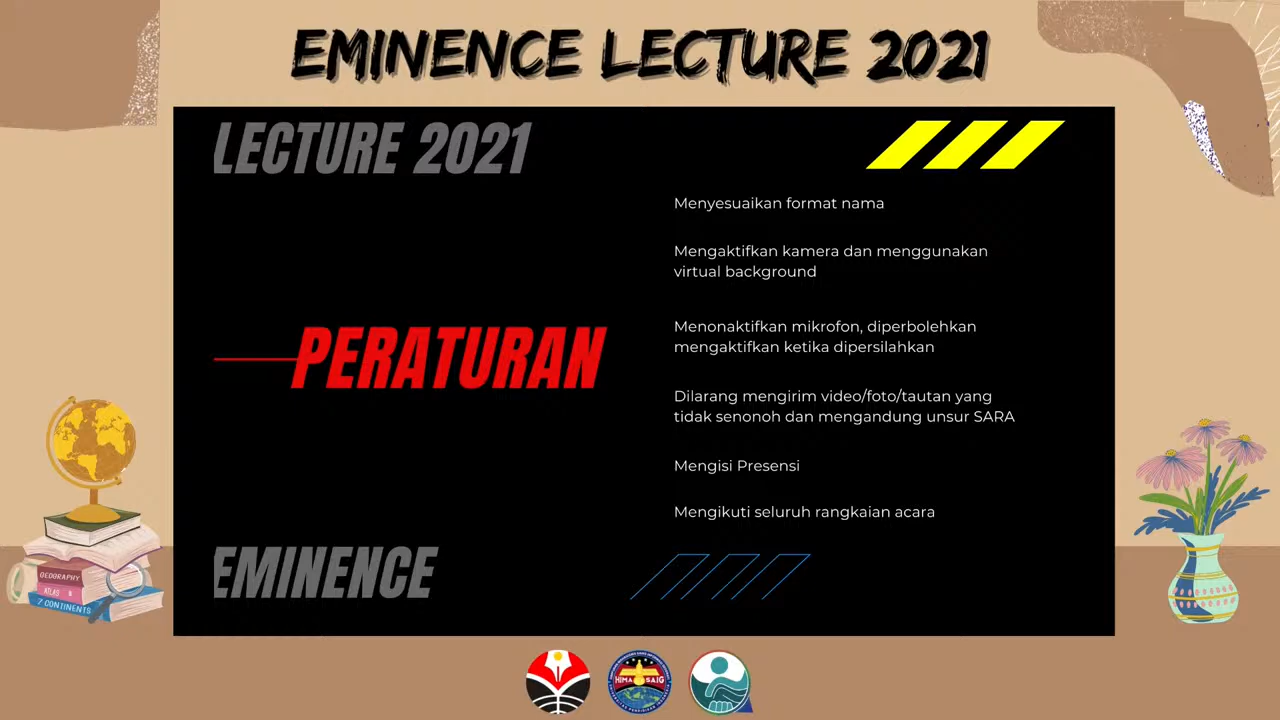 EMINENCE LECTURE 2021
LECTURE 2021
Menyesuaikan format nama
Mengaktifkan kamera dan menggunakan
virtual background
PERATURAN
Menonaktifkan mikrofon, diperbolehkan
mengaktifkan ketika dipersilahkan
Dilarang mengirim video/foto/tautan yang
tidak senonoh dan mengandung unsur SARA
Mengisi Presensi
Mengikuti seluruh rangkaian acara
EMINENCE
GEOGRAPHY
ATLAS
7 CONTINENTS
HIMA SAIG